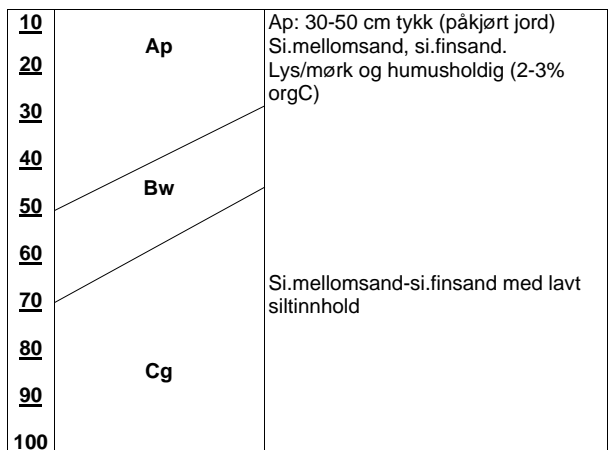 10
20
30
40
50
60
70
80
90
100
Ap
Bw
Cg
Ap: 30-50 cm tykk (påkjørt jord)
Si.mellomsand, si.finsand.
Lys/mørk og humusholdig (2-3%
orgC)
Si.mellomsand-si.finsand med lavt
siltinnhold